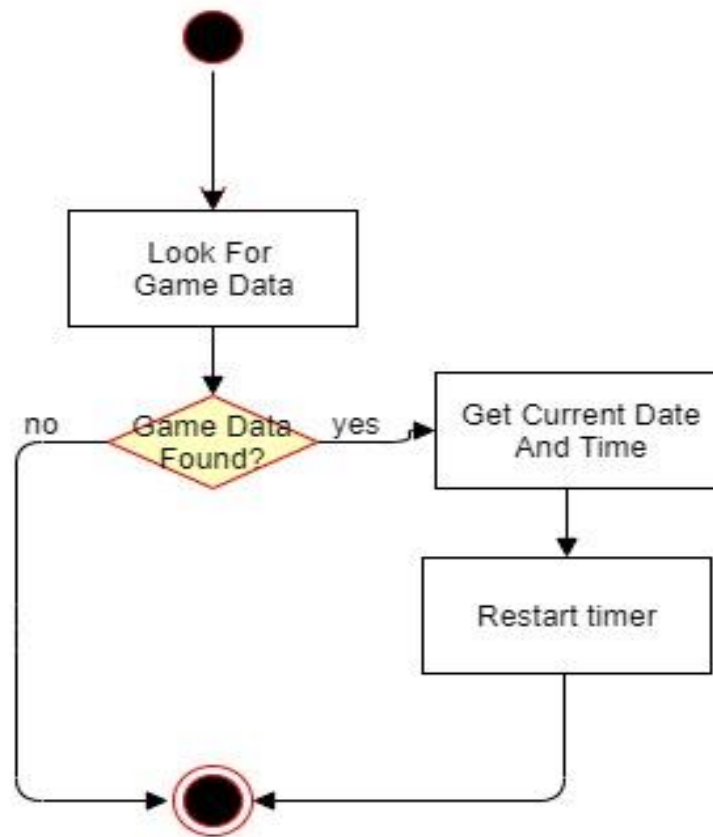 Look For
Game Data
no
Game Data
Found?
yes
Get Current Date
And Time
Restart timer